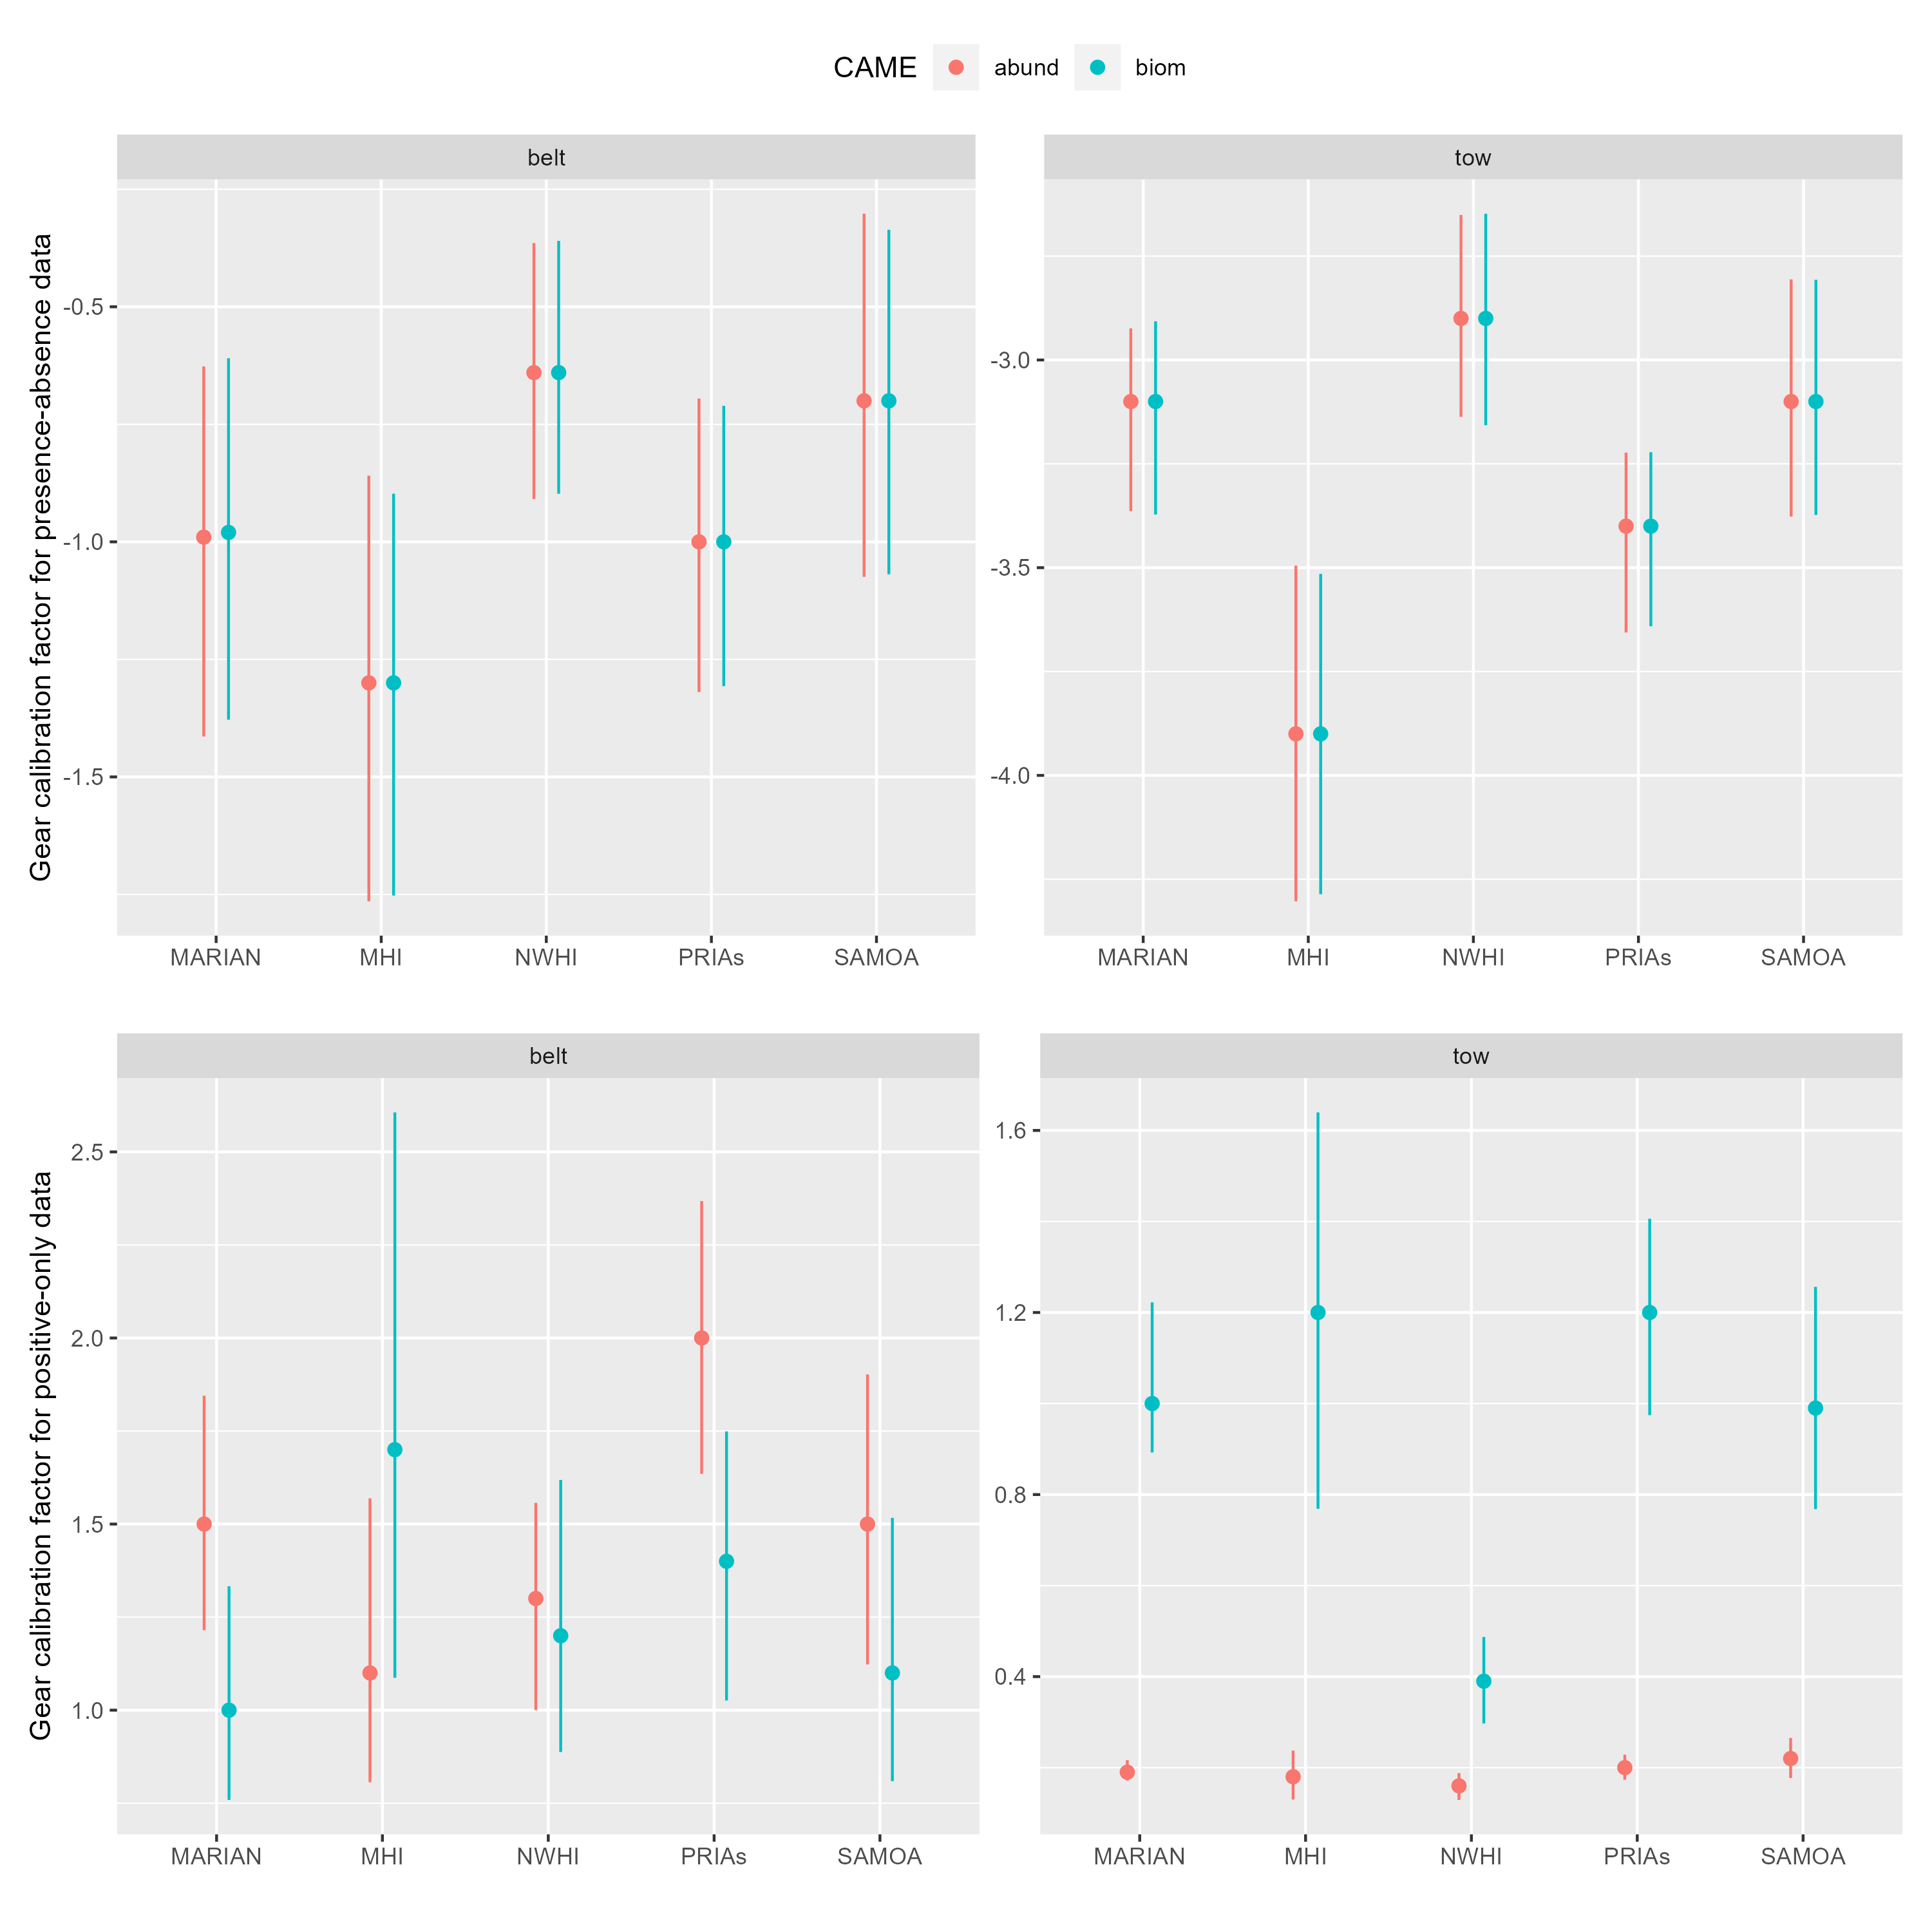 CAME abund biom
belt
tow
Gear calibration factor for presence-absence data
-0.5
-1.0
-1.5
-3.0
-3.5
-4.0
MARIAN MHI NWHI PRIAs SAMOA
MARIAN MHI NWHI PRIAs SAMOA
belt
tow
Gear calibration factor for positive-only data
2.5
2.0
1.5
1.0
1.6
1.2
0.8
0.4
MARIAN MHI NWHI PRIAs SAMOA
MARIAN MHI NWHI PRIAs SAMOA